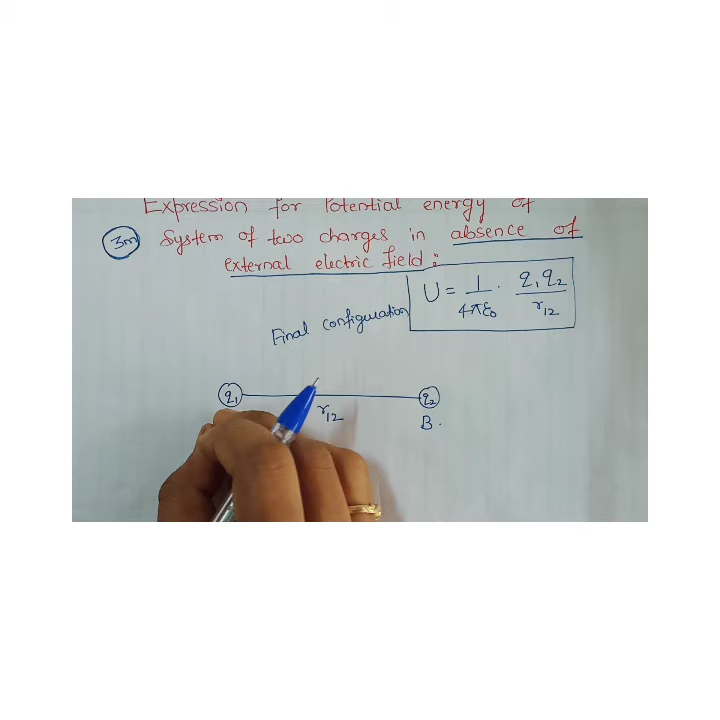 Expression for Potential energy of
3m System of two charges in absence of
external electric field:
U = 1/4πε₀ · q₁q₂/r₁₂
Final configuration
q₁ q₂
r₁₂
B.